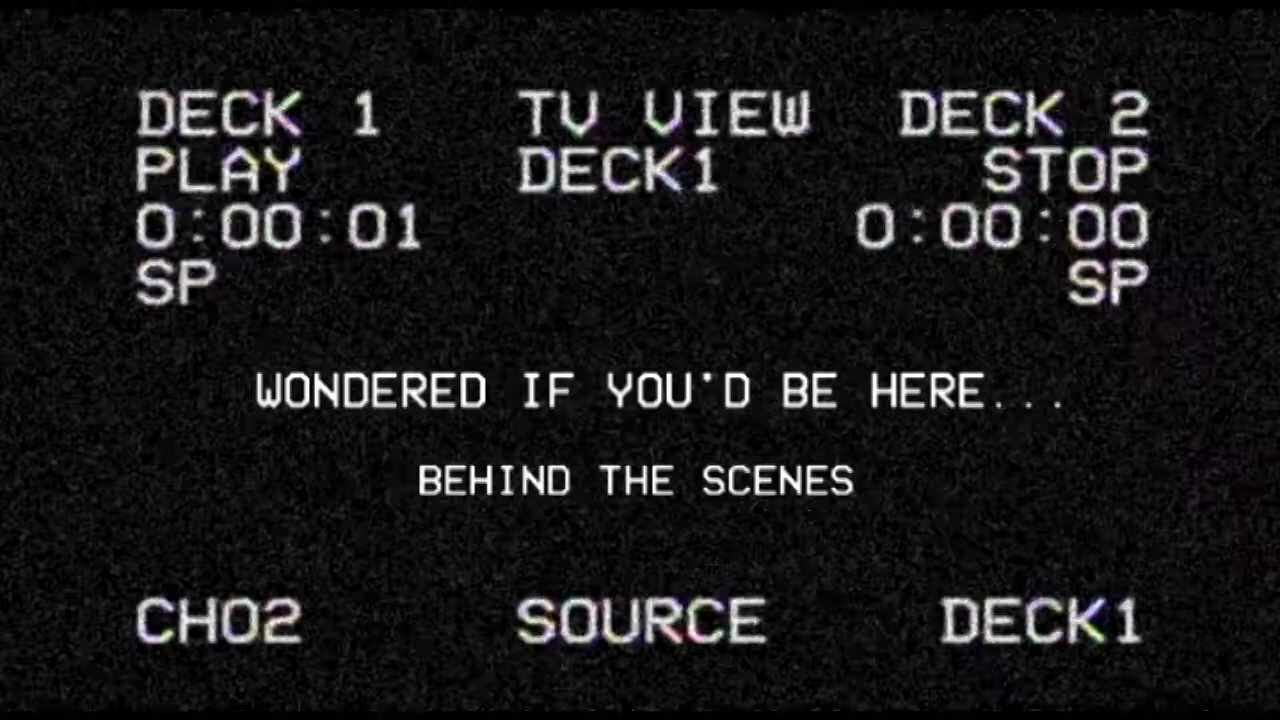 DECK 1 TV VIEW DECK 2
PLAY DECK1 STOP
0:00:01 0:00:00
SP SP
WONDERED IF YOU'D BE HERE...
BEHIND THE SCENES
CH02 SOURCE DECK1